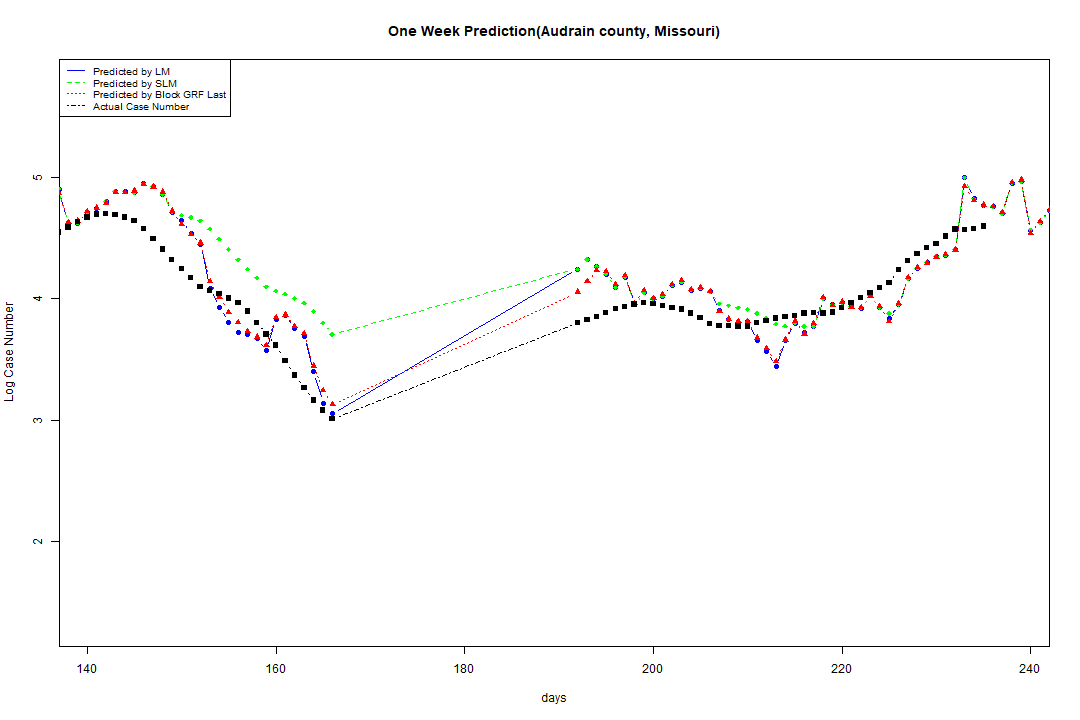 One Week Prediction(Audrain county, Missouri)
Predicted by LM
Predicted by SLM
Predicted by Block GRF Last
Actual Case Number
5
4
3
2
Log Case Number
140 160 180 200 220 240
days